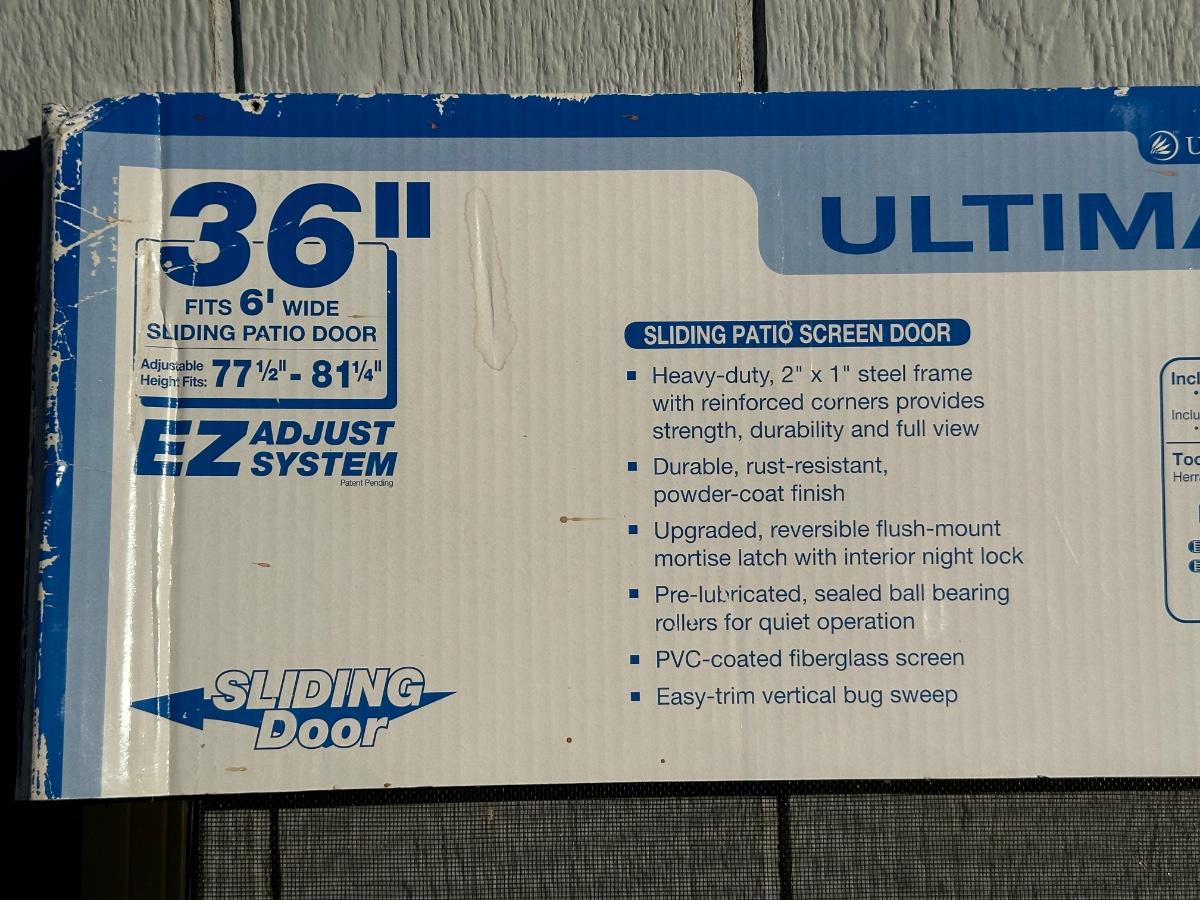 36"
FITS 6' WIDE
SLIDING PATIO DOOR
Adjustable
Height Fits: 77 1/2" - 81 1/4"
EZ ADJUST
SYSTEM
Patent Pending
SLIDING
Door
U
ULTIMA
SLIDING PATIO SCREEN DOOR
▪ Heavy-duty, 2" x 1" steel frame
with reinforced corners provides
strength, durability and full view
▪ Durable, rust-resistant,
powder-coat finish
▪ Upgraded, reversible flush-mount
mortise latch with interior night lock
▪ Pre-lubricated, sealed ball bearing
rollers for quiet operation
▪ PVC-coated fiberglass screen
▪ Easy-trim vertical bug sweep
Incl
Inclu
Too
Herr